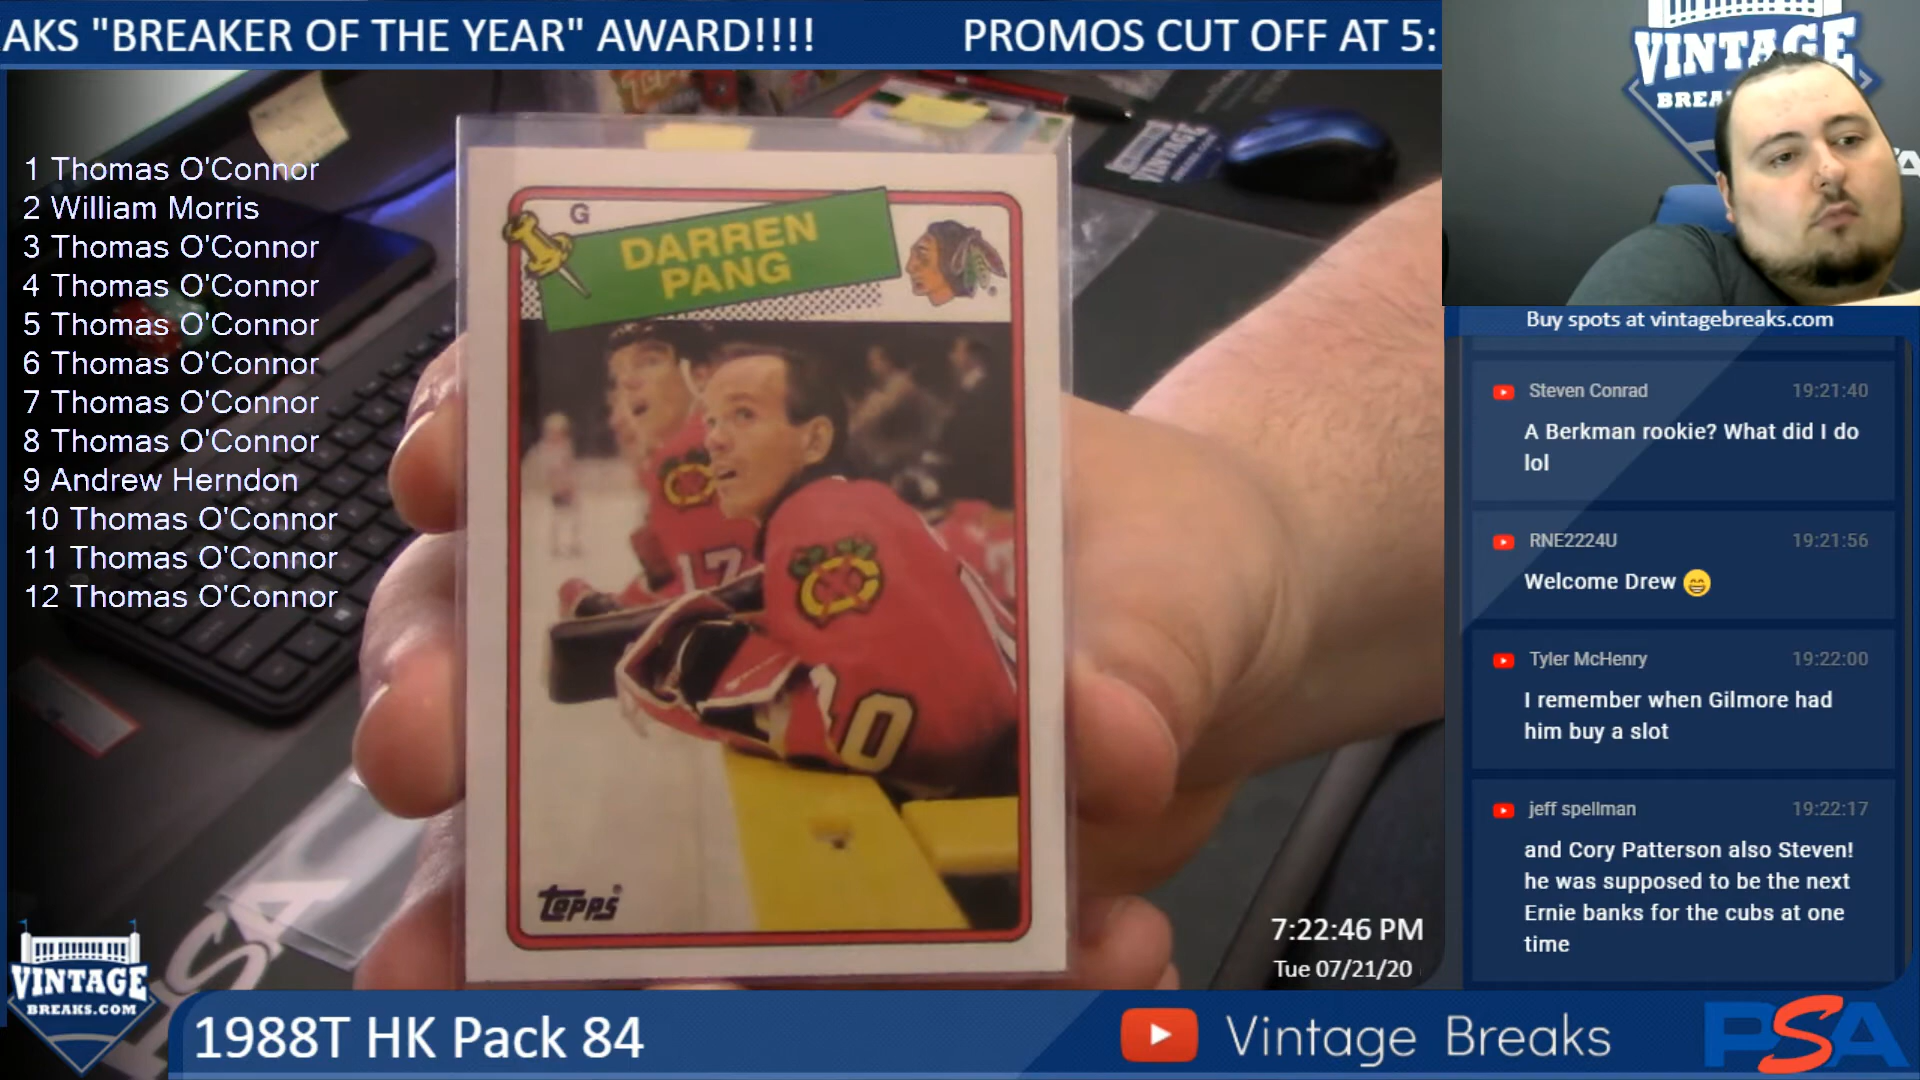 AKS "BREAKER OF THE YEAR" AWARD!!!!
PROMOS CUT OFF AT 5:
VINTAGE
BREA
1 Thomas O'Connor
2 William Morris
3 Thomas O'Connor
4 Thomas O'Connor
5 Thomas O'Connor
6 Thomas O'Connor
7 Thomas O'Connor
8 Thomas O'Connor
9 Andrew Herndon
10 Thomas O'Connor
11 Thomas O'Connor
12 Thomas O'Connor
G
DARREN
PANG
17
10
Topps
VINTAGE
PSA
7:22:46 PM
Tue 07/21/20
Buy spots at vintagebreaks.com
Steven Conrad 19:21:40
A Berkman rookie? What did I do
lol
RNE2224U 19:21:56
Welcome Drew 😄
Tyler McHenry 19:22:00
I remember when Gilmore had
him buy a slot
jeff spellman 19:22:17
and Cory Patterson also Steven!
he was supposed to be the next
Ernie banks for the cubs at one
time
VINTAGE
BREAKS.COM
1988T HK Pack 84
Vintage Breaks
PSA